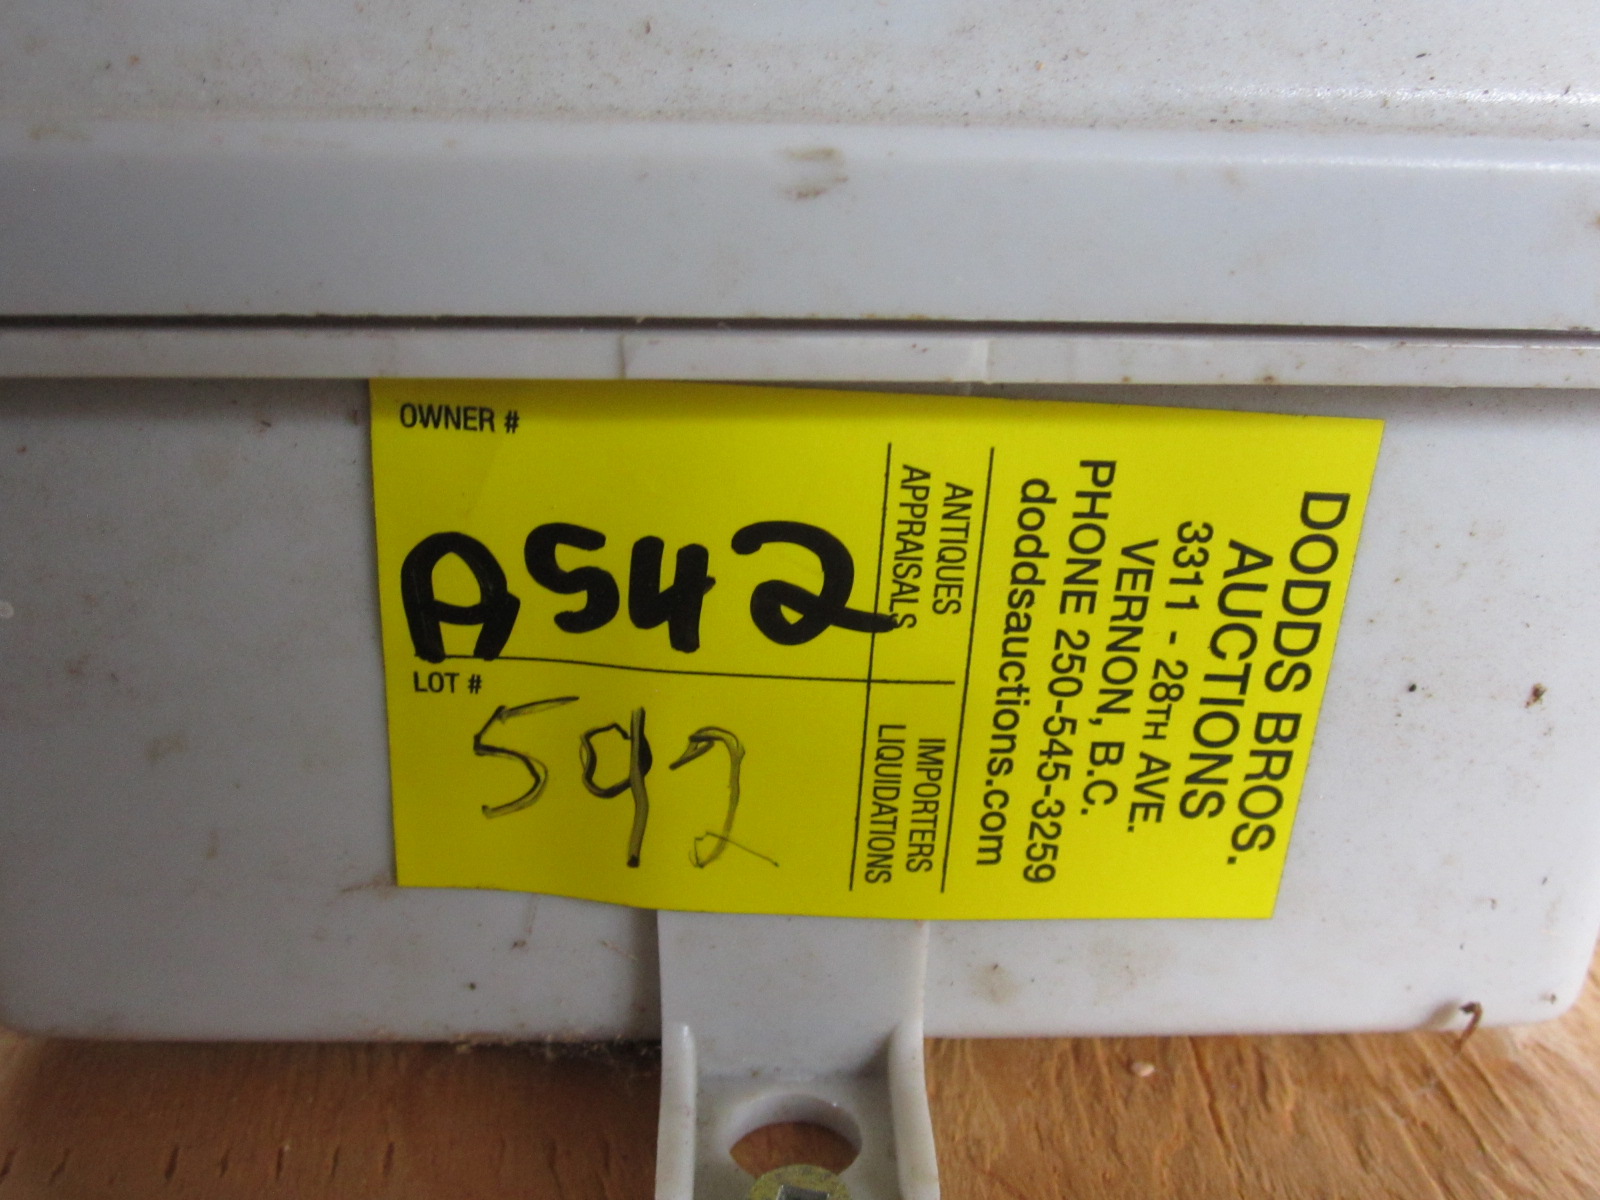 DODDS BROS.
AUCTIONS
3311 - 28TH AVE.
VERNON, B.C.
PHONE 250-545-3259
doddsauctions.com
ANTIQUES
APPRAISALS
IMPORTERS
LIQUIDATIONS
OWNER #
A542
LOT #
592